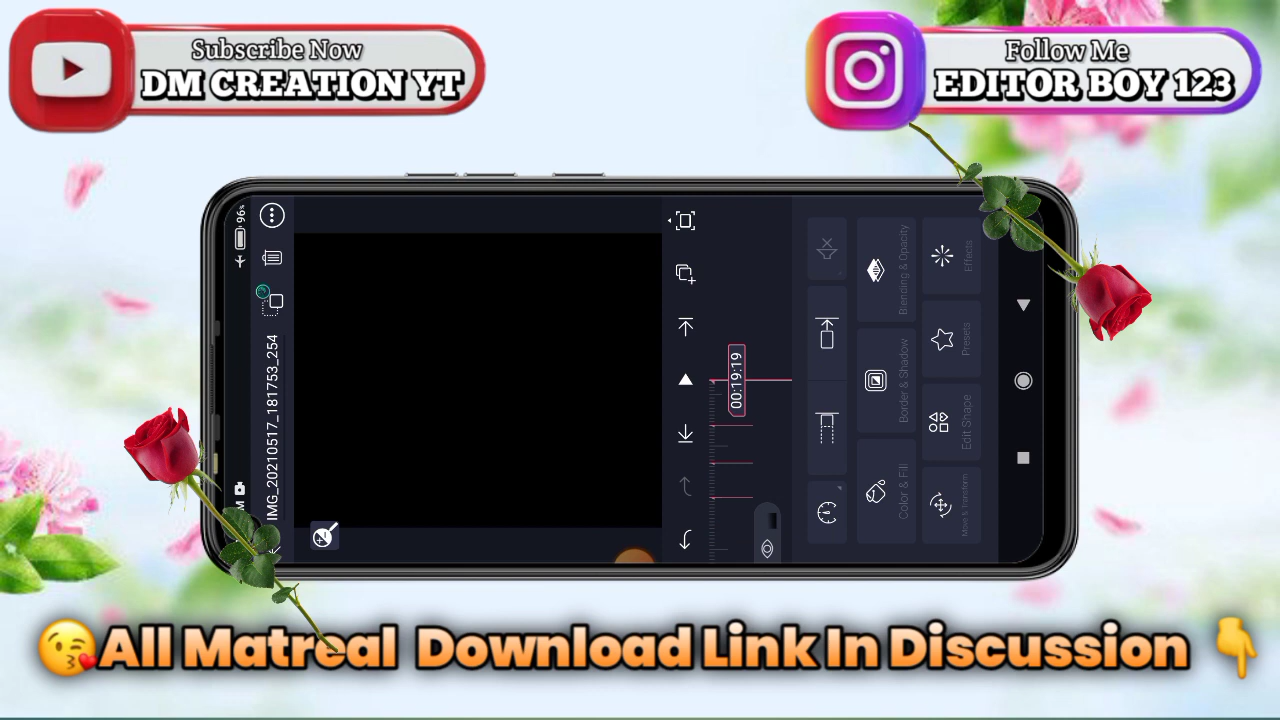 Subscribe Now
DM CREATION YT
Follow Me
EDITOR BOY 123
96%
IMG_20210517_181753_254
00:19:19
Blending & Opacity
Border & Shadow
Color & Fill
Effects
Presets
Edit Shape
Move & Transform
All Matreal Download Link In Discussion